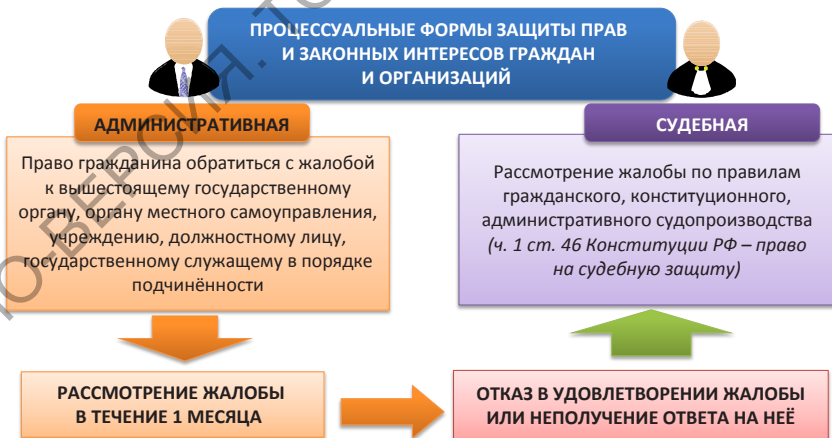 ПРОЦЕССУАЛЬНЫЕ ФОРМЫ ЗАЩИТЫ ПРАВ
И ЗАКОННЫХ ИНТЕРЕСОВ ГРАЖДАН
И ОРГАНИЗАЦИЙ
АДМИНИСТРАТИВНАЯ
Право гражданина обратиться с жалобой
к вышестоящему государственному
органу, органу местного самоуправления,
учреждению, должностному лицу,
государственному служащему в порядке
подчинённости
СУДЕБНАЯ
Рассмотрение жалобы по правилам
гражданского, конституционного,
административного судопроизводства
(ч. 1 ст. 46 Конституции РФ – право
на судебную защиту)
РАССМОТРЕНИЕ ЖАЛОБЫ
В ТЕЧЕНИЕ 1 МЕСЯЦА
ОТКАЗ В УДОВЛЕТВОРЕНИИ ЖАЛОБЫ
ИЛИ НЕПОЛУЧЕНИЕ ОТВЕТА НА НЕЁ